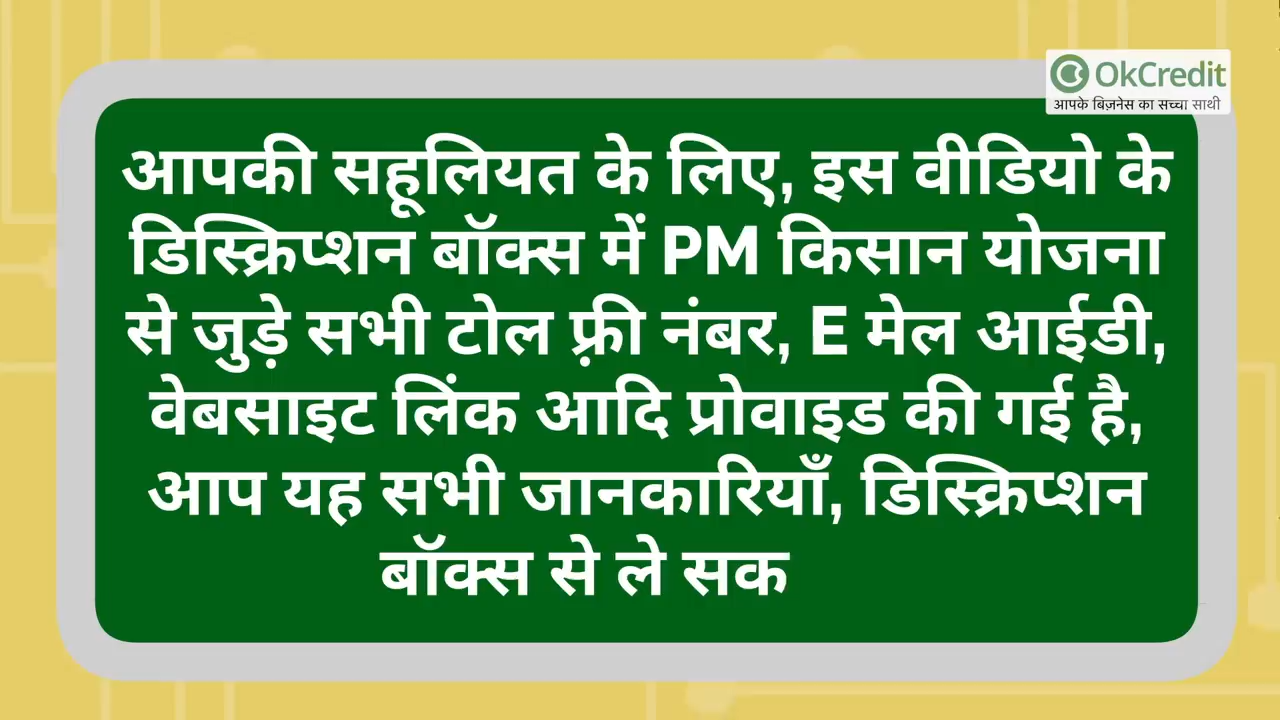 OkCredit
आपके बिज़नेस का सच्चा साथी
आपकी सहूलियत के लिए, इस वीडियो के
डिस्क्रिप्शन बॉक्स में PM किसान योजना
से जुड़े सभी टोल फ़्री नंबर, E मेल आईडी,
वेबसाइट लिंक आदि प्रोवाइड की गई है,
आप यह सभी जानकारियाँ, डिस्क्रिप्शन
बॉक्स से ले सक